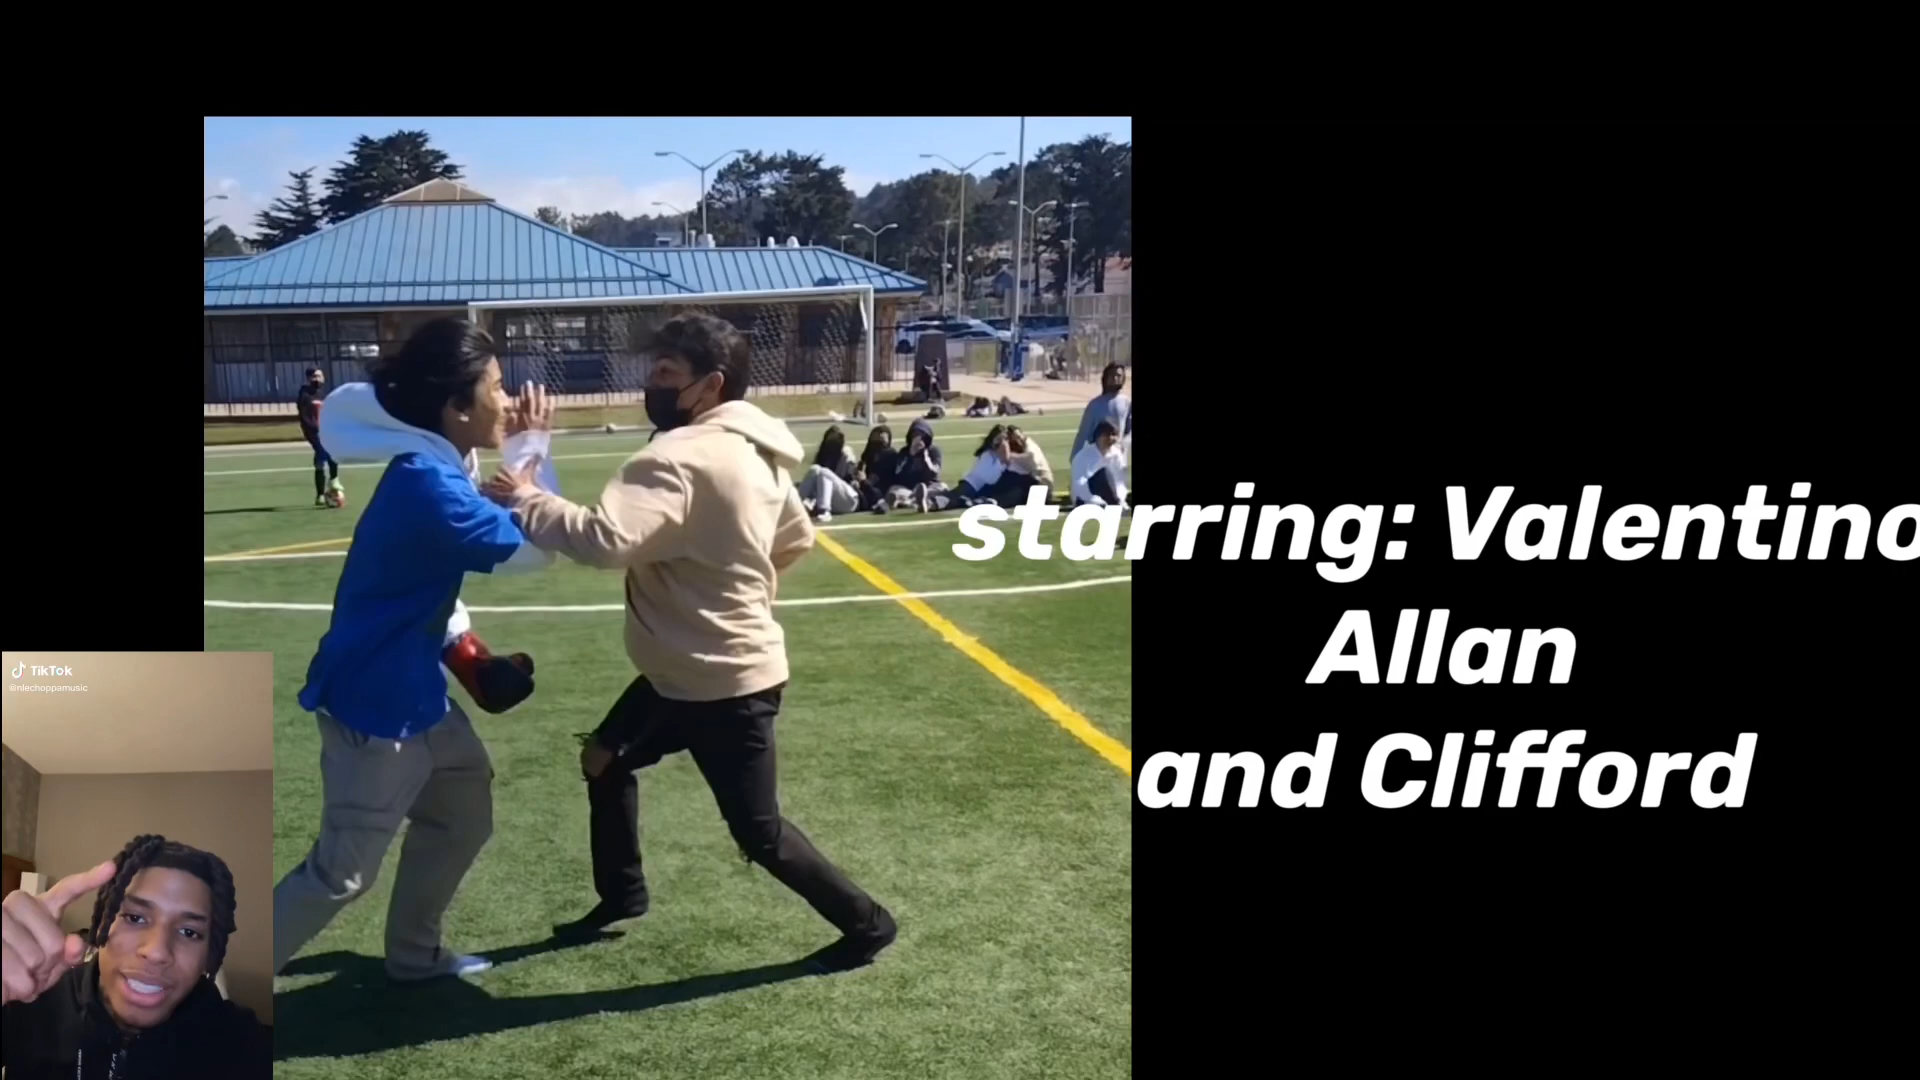 TikTok
@nlechoppamusic
starring: Valentino
Allan
and Clifford